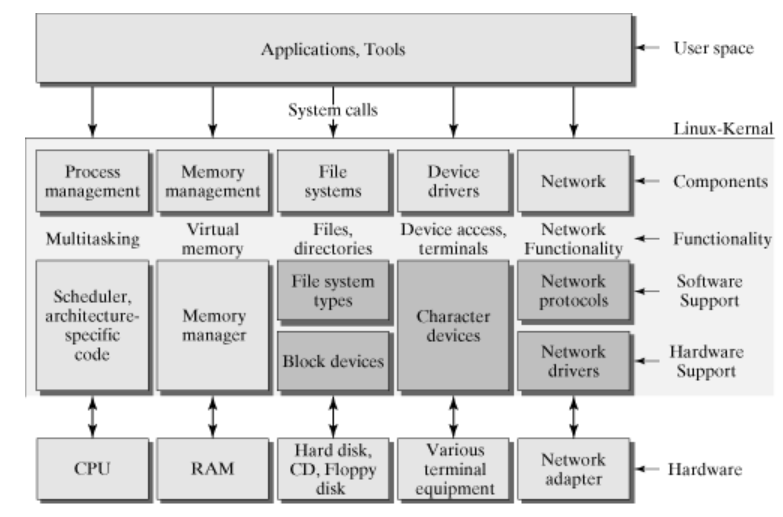 Applications, Tools
User space
System calls
Linux-Kernal
Process
management
Memory
management
File
systems
Device
drivers
Network
Components
Multitasking
Virtual
memory
Files,
directories
Device access,
terminals
Network
Functionality
Functionality
Scheduler,
architecture-
specific
code
Memory
manager
File system
types
Block devices
Character
devices
Network
protocols
Network
drivers
Software
Support
Hardware
Support
CPU
RAM
Hard disk,
CD, Floppy
disk
Various
terminal
equipment
Network
adapter
Hardware